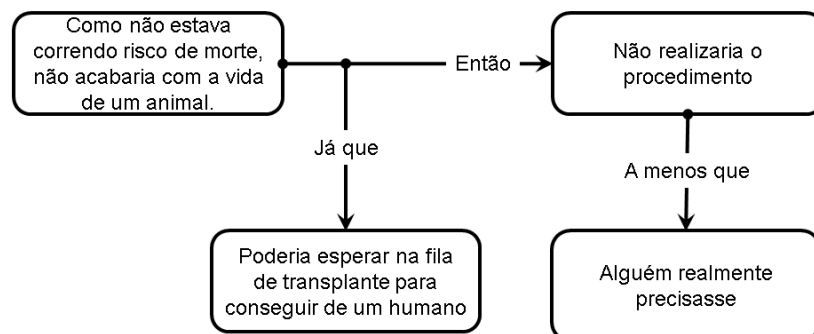 Como não estava
correndo risco de morte,
não acabaria com a vida
de um animal.
Então
Não realizaria o
procedimento
Já que
A menos que
Poderia esperar na fila
de transplante para
conseguir de um humano
Alguém realmente
precisasse